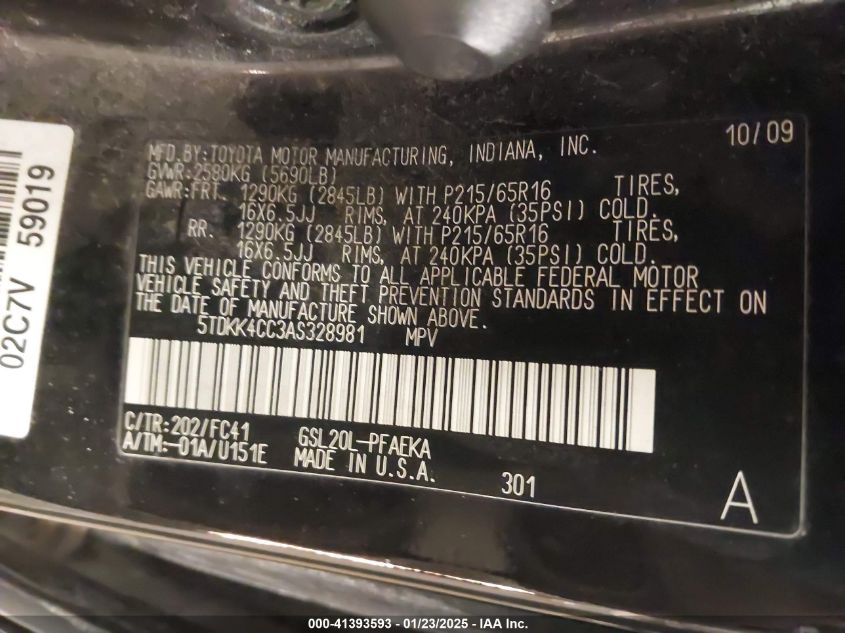 10/09
MFD.BY:TOYOTA MOTOR MANUFACTURING, INDIANA, INC.
GVWR:2580KG (5690LB)
GAWR:FRT. 1290KG (2845LB) WITH P215/65R16 TIRES,
16X6.5JJ RIMS, AT 240KPA (35PSI) COLD.
RR. 1290KG (2845LB) WITH P215/65R16 TIRES,
16X6.5JJ RIMS, AT 240KPA (35PSI) COLD.
THIS VEHICLE CONFORMS TO ALL APPLICABLE FEDERAL MOTOR
VEHICLE SAFETY AND THEFT PREVENTION STANDARDS IN EFFECT ON
THE DATE OF MANUFACTURE SHOWN ABOVE.
5TDKK4CC3AS328981 MPV
C/TR:202/FC41 GSL20L-PFAEKA
A/TM:-01A/U151E MADE IN U.S.A.
301
A
02C7V 59019
000-41393593 - 01/23/2025 - IAA Inc.